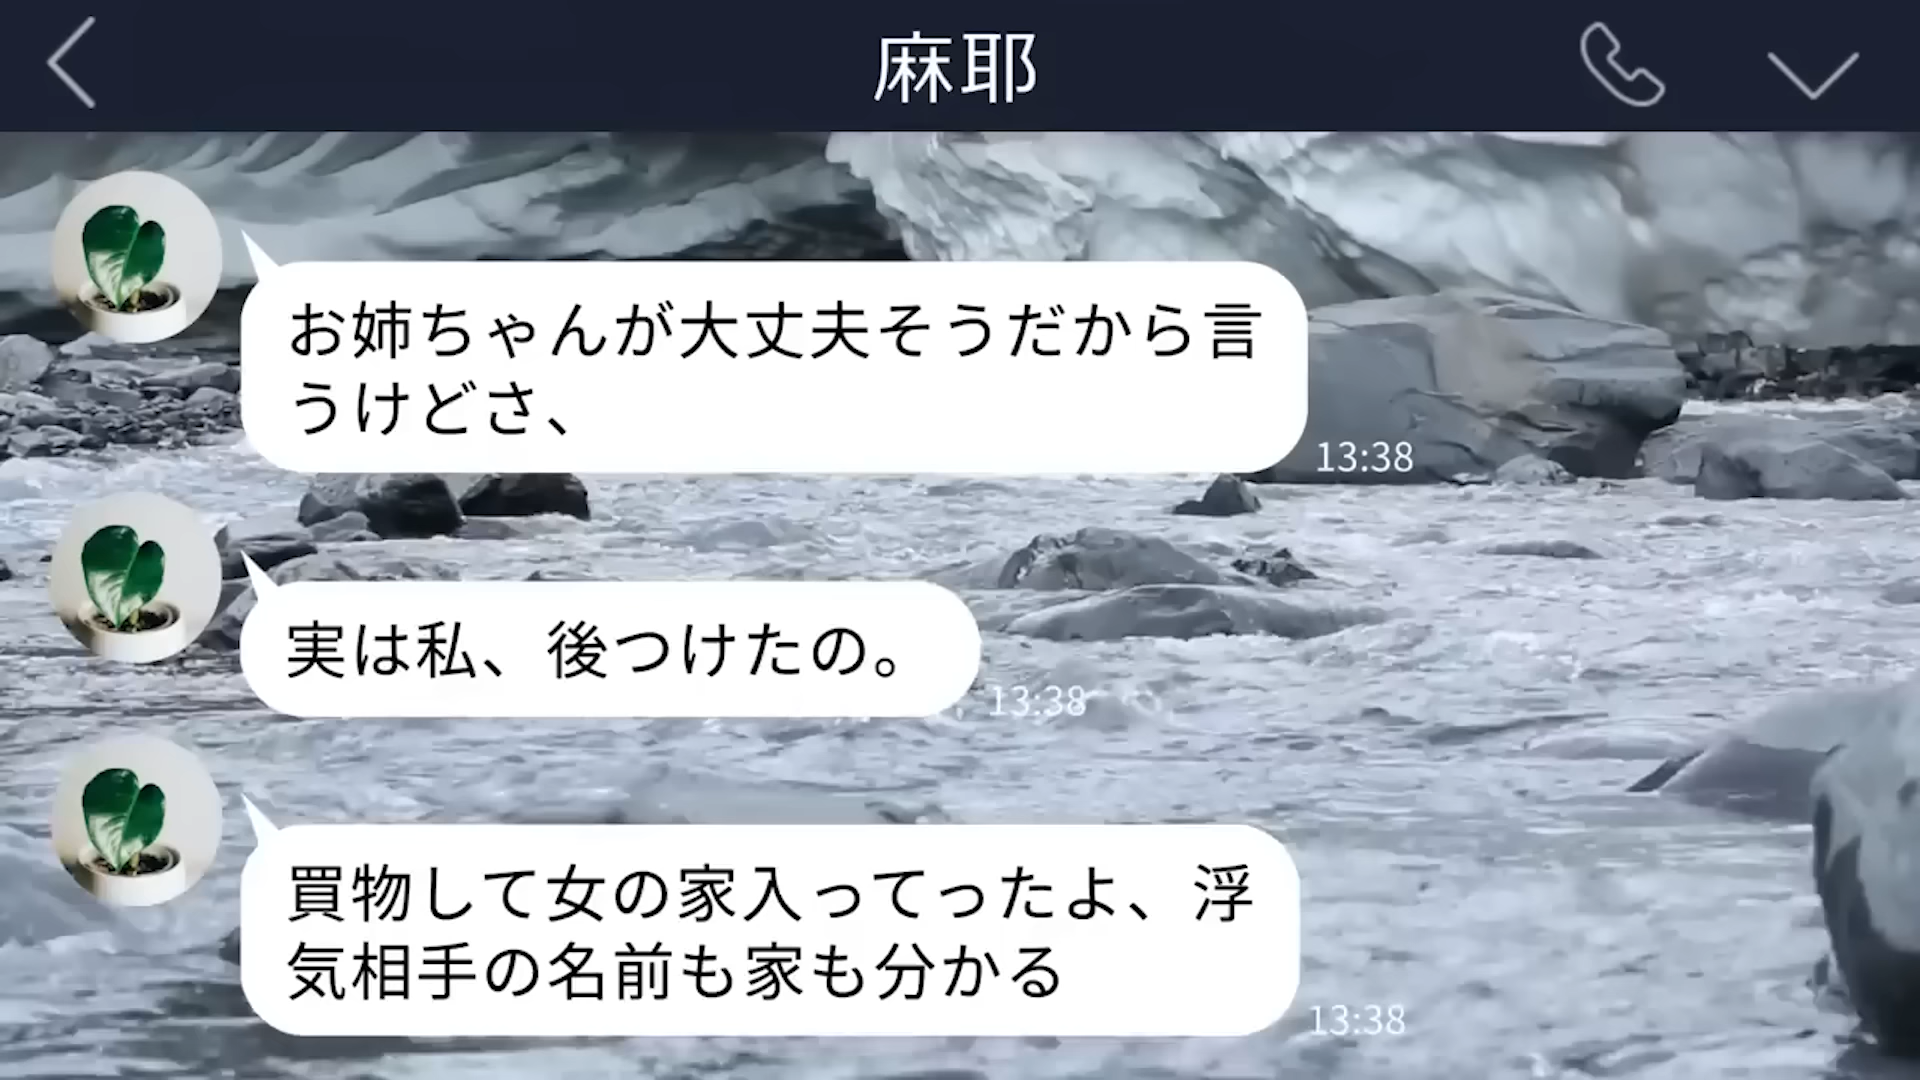 麻耶
お姉ちゃんが大丈夫そうだから言
うけどさ、
13:38
実は私、後つけたの。
13:38
買物して女の家入ってったよ、浮
気相手の名前も家も分かる
13:38